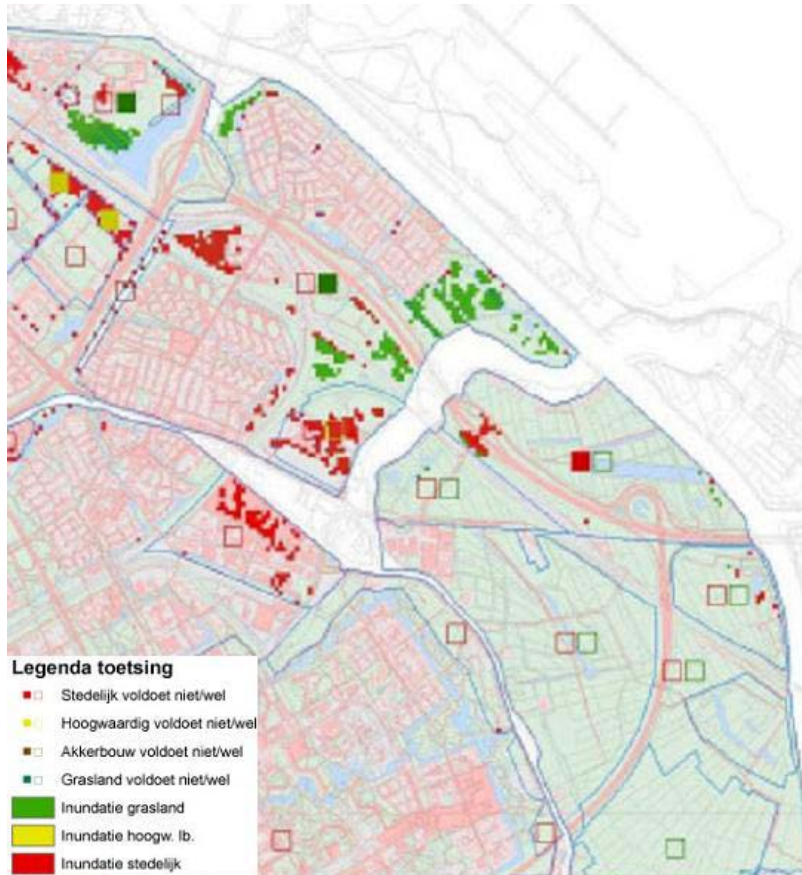 Legenda toetsing
Stedelijk voldoet niet/wel
Hoogwaardig voldoet niet/wel
Akkerbouw voldoet niet/wel
Grasland voldoet niet/wel
Inundatie grasland
Inundatie hoogw. lb.
Inundatie stedelijk